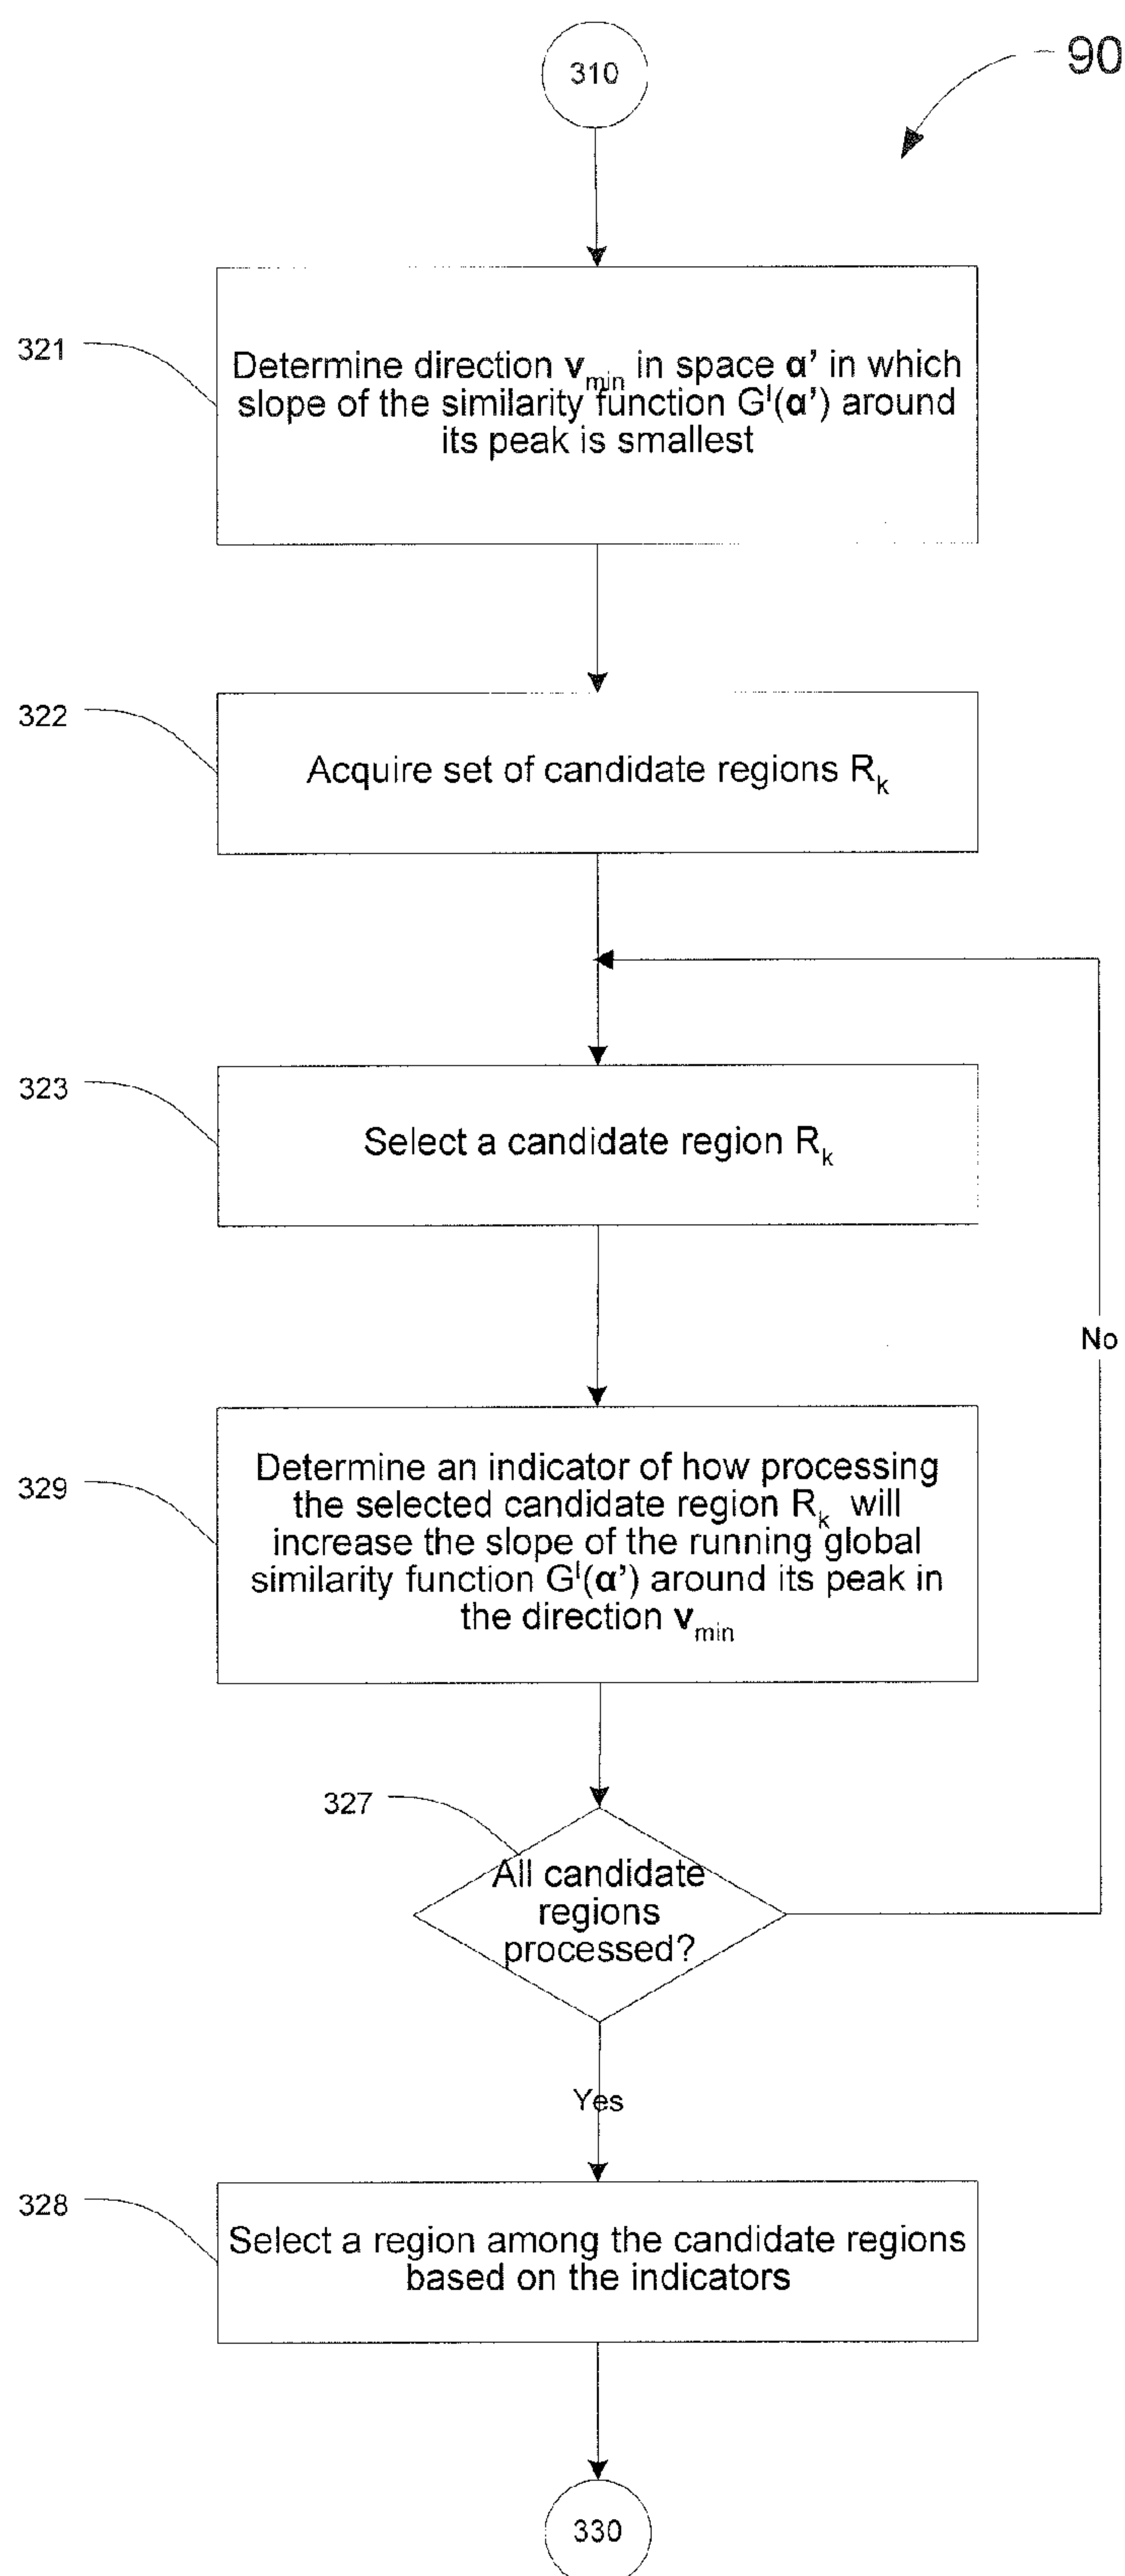 310
90
321
Determine direction v_min in space α' in which
slope of the similarity function G^I(α') around
its peak is smallest
322
Acquire set of candidate regions R_k
323
Select a candidate region R_k
No
329
Determine an indicator of how processing
the selected candidate region R_k will
increase the slope of the running global
similarity function G^I(α') around its peak in
the direction v_min
327
All candidate
regions
processed?
Yes
328
Select a region among the candidate regions
based on the indicators
330